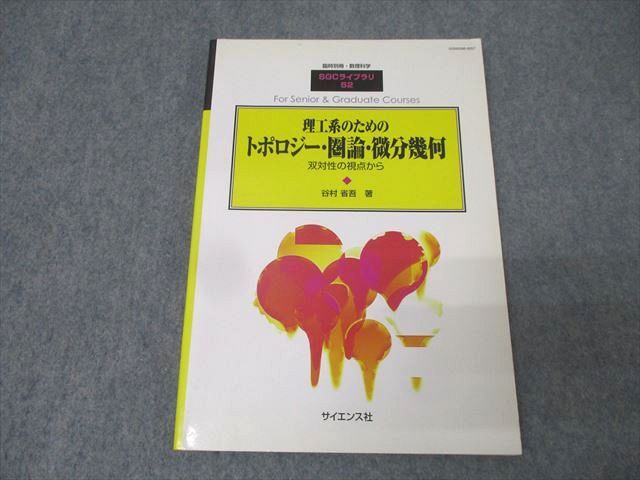 臨時別冊・数理科学
SGCライブラリ
52
For Senior & Graduate Courses
理工系のための
トポロジー・圏論・微分幾何
双対性の視点から
谷村 省吾 著
サイエンス社